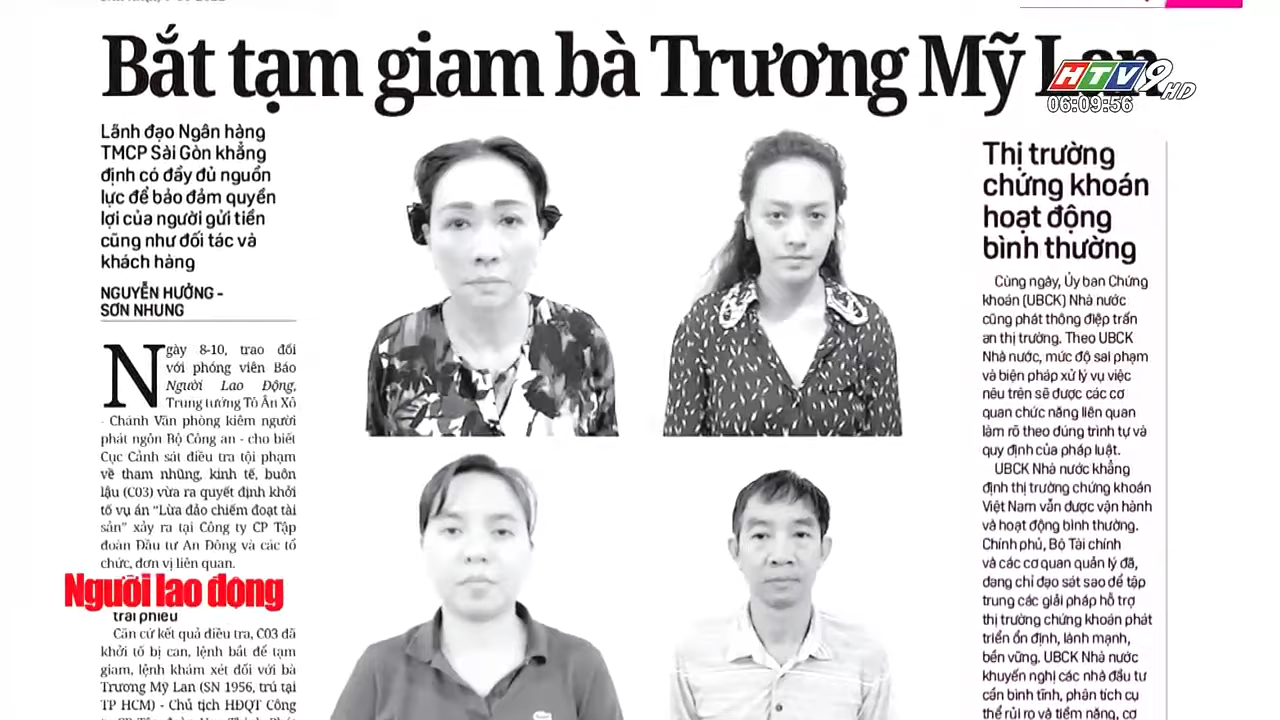 Bắt tạm giam bà Trương Mỹ Lan
HTV9 HD
06:09:56
Lãnh đạo Ngân hàng
TMCP Sài Gòn khẳng
định có đầy đủ nguồn
lực để bảo đảm quyền
lợi của người gửi tiền
cũng như đối tác và
khách hàng
NGUYỄN HƯỞNG -
SƠN NHUNG
Ngày 8-10, trao đổi
với phóng viên Báo
Người Lao Động,
Trung tướng Tô Ân Xô
- Chánh Văn phòng kiêm người
phát ngôn Bộ Công an - cho biết
Cục Cảnh sát điều tra tội phạm
về tham nhũng, kinh tế, buôn
lậu (C03) vừa ra quyết định khởi
tố vụ án “Lừa đảo chiếm đoạt tài
sản” xảy ra tại Công ty CP Tập
đoàn Đầu tư An Đông và các tổ
chức, đơn vị liên quan.
Người lao động
trái phiếu
Căn cứ kết quả điều tra, C03 đã
khởi tố bị can, lệnh bắt để tạm
giam, lệnh khám xét đối với bà
Trương Mỹ Lan (SN 1956, trú tại
TP HCM) - Chủ tịch HĐQT Công
Thị trường
chứng khoán
hoạt động
bình thường
Cùng ngày, Ủy ban Chứng
khoán (UBCK) Nhà nước
cũng phát thông điệp trấn
an thị trường. Theo UBCK
Nhà nước, mức độ sai phạm
và biện pháp xử lý vụ việc
nêu trên sẽ được các cơ
quan chức năng liên quan
làm rõ theo đúng trình tự và
quy định của pháp luật.
UBCK Nhà nước khẳng
định thị trường chứng khoán
Việt Nam vẫn được vận hành
và hoạt động bình thường.
Chính phủ, Bộ Tài chính
và các cơ quan quản lý đã,
đang chỉ đạo sát sao để tập
trung các giải pháp hỗ trợ
thị trường chứng khoán phát
triển ổn định, lành mạnh,
bền vững. UBCK Nhà nước
khuyến nghị các nhà đầu tư
cần bình tĩnh, phân tích cụ
thể rủi ro và tiềm năng, cơ